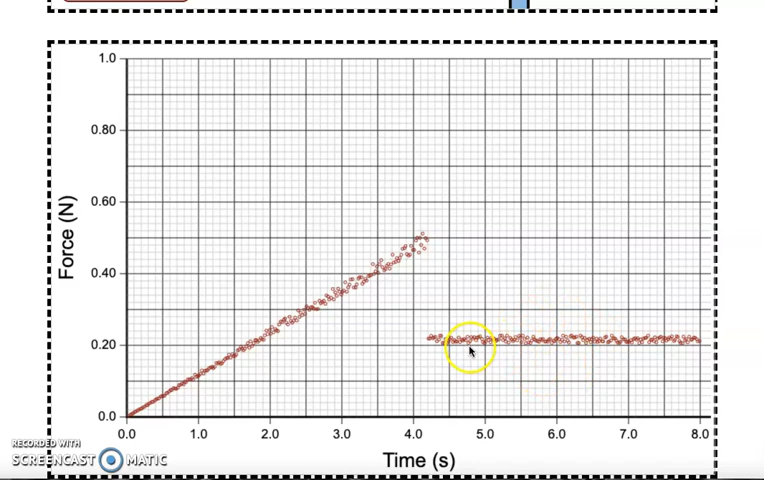 1.0
0.80
0.60
0.40
0.20
0.0
Force (N)
0.0 1.0 2.0 3.0 4.0 5.0 6.0 7.0 8.0
Time (s)
RECORDED WITH
SCREENCAST MATIC